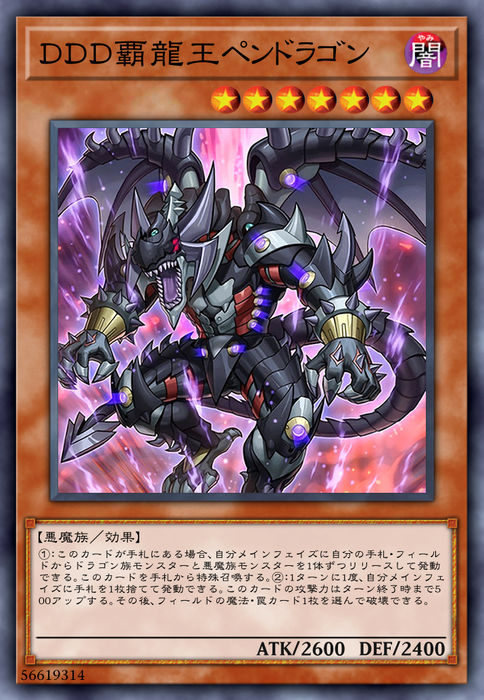 DDD覇龍王ペンドラゴン
やみ
闇
【悪魔族／効果】
①:このカードが手札にある場合、自分メインフェイズに自分の手札・フィール
ドからドラゴン族モンスターと悪魔族モンスターを1体ずつリリースして発動
できる。このカードを手札から特殊召喚する。②:1ターンに1度、自分メインフェ
イズに手札を1枚捨てて発動できる。このカードの攻撃力はターン終了時まで5
00アップする。その後、フィールドの魔法・罠カード1枚を選んで破壊できる。
ATK/2600 DEF/2400
56619314